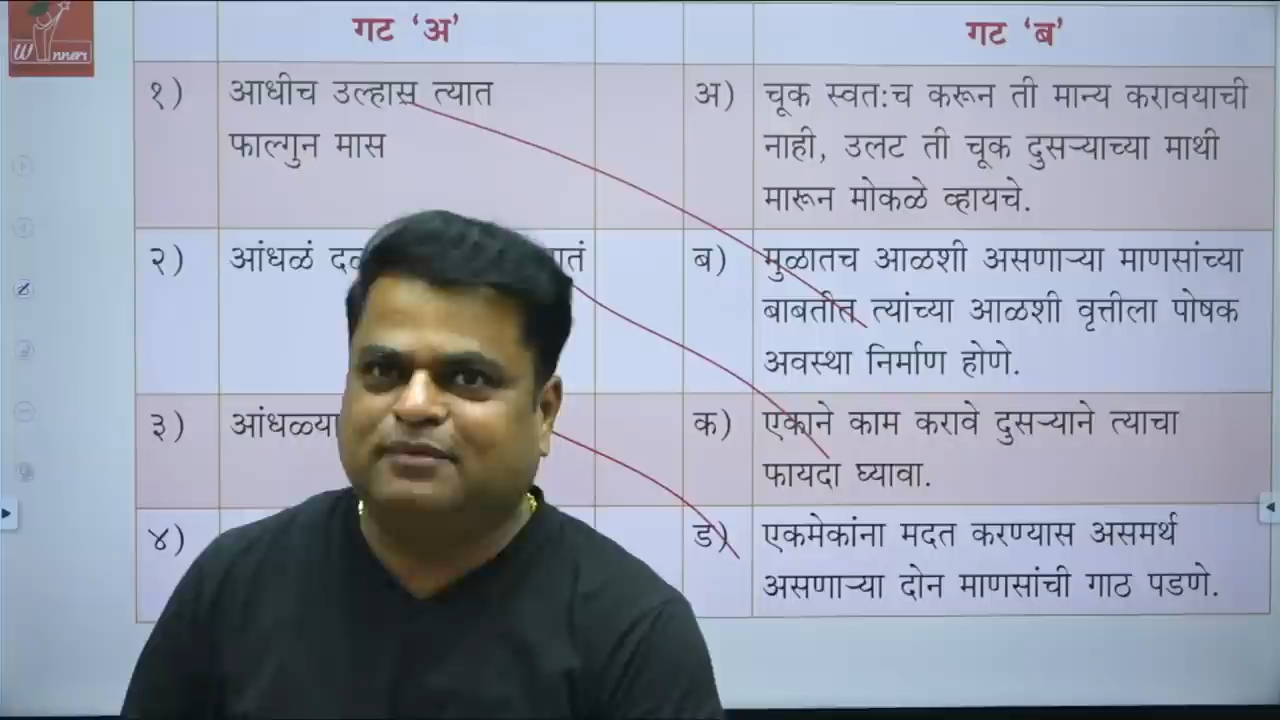 Winners
गट ‘अ’
गट ‘ब’
१)
आधीच उल्हास त्यात
फाल्गुन मास
अ)
चूक स्वत:च करून ती मान्य करावयाची
नाही, उलट ती चूक दुसऱ्याच्या माथी
मारून मोकळे व्हायचे.
२)
आंधळं
ब)
मुळातच आळशी असणाऱ्या माणसांच्या
बाबतीत त्यांच्या आळशी वृत्तीला पोषक
अवस्था निर्माण होणे.
३)
आंधळ्या
क)
एकाने काम करावे दुसऱ्याने त्याचा
फायदा घ्यावा.
४)
ड)
एकमेकांना मदत करण्यास असमर्थ
असणाऱ्या दोन माणसांची गाठ पडणे.